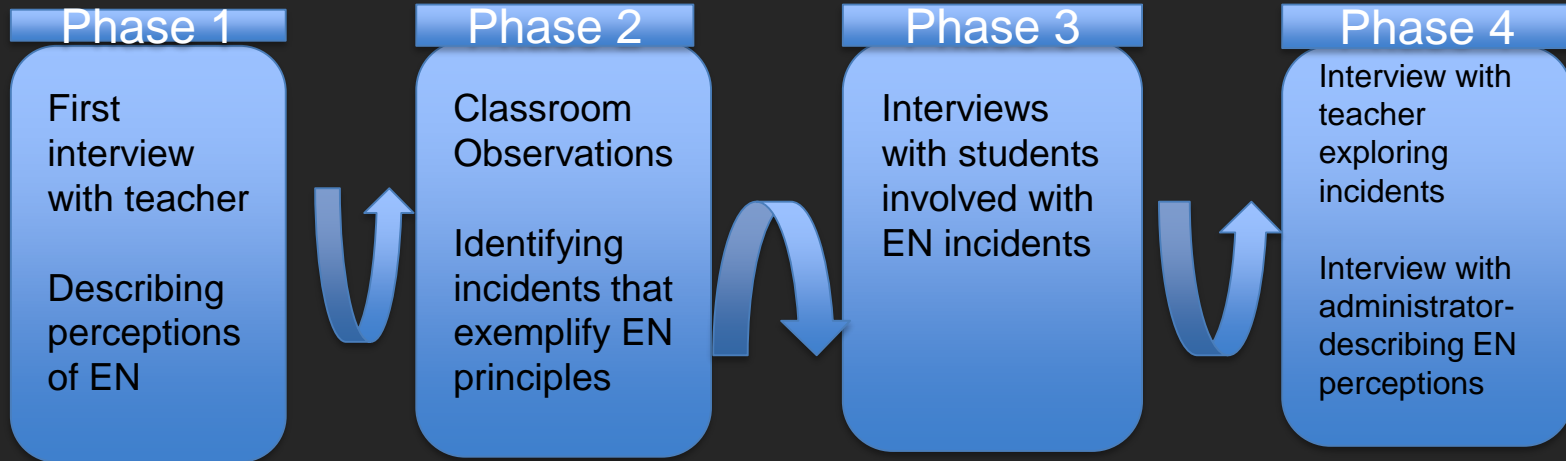 Phase 1
First
interview
with teacher
Describing
perceptions
of EN
Phase 2
Classroom
Observations
Identifying
incidents that
exemplify EN
principles
Phase 3
Interviews
with students
involved with
EN incidents
Phase 4
Interview with
teacher
exploring
incidents
Interview with
administrator-
describing EN
perceptions